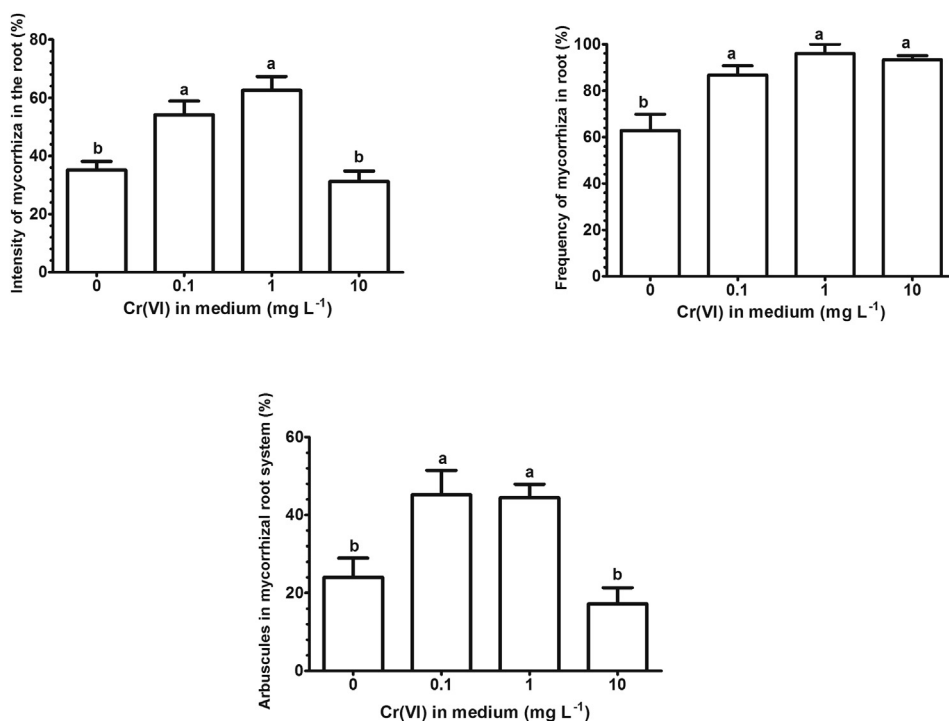 Intensity of mycorrhiza in the root (%)
80
60
40
20
0
b
a
a
b
0
0.1
1
10
Cr(VI) in medium (mg L⁻¹)
Frequency of mycorrhiza in root (%)
100
80
60
40
20
0
b
a
a
a
0
0.1
1
10
Cr(VI) in medium (mg L⁻¹)
Arbuscules in mycorrhizal root system (%)
60
40
20
0
b
a
a
b
0
0.1
1
10
Cr(VI) in medium (mg L⁻¹)